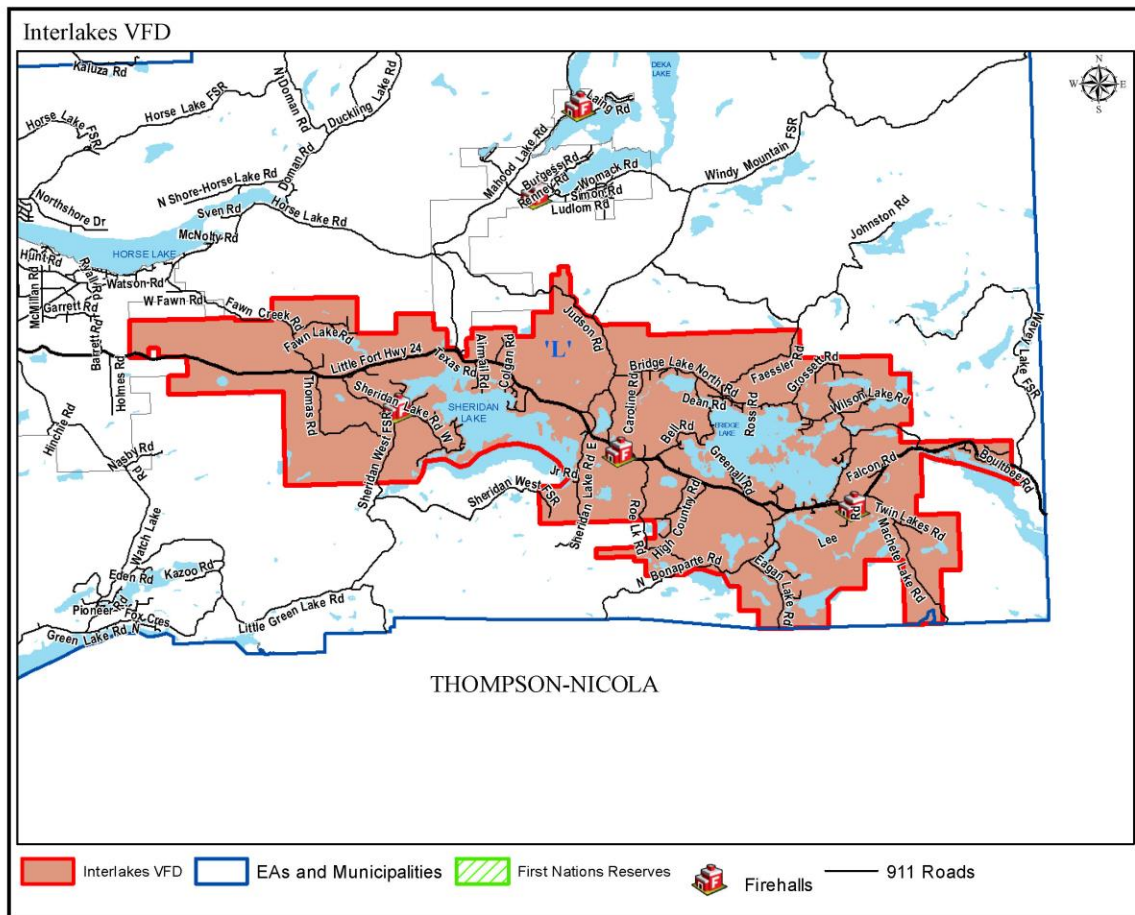 Interlakes VFD
Kaluza Rd
N Doman Rd
Duckling Lake Rd
DEKA
LAKE
N
W
E
S
Horse Lake FSR
Horse Lake FSR
Laing Rd
Mahood Lake Rd
Doman Rd
Burgess Rd
Renney Rd
Womack Rd
Simon Rd
Ludlom Rd
Windy Mountain FSR
N Shore-Horse Lake Rd
Northshore Dr
Sven Rd
Horse Lake Rd
McNolty Rd
Johnston Rd
HORSE LAKE
Hunt Rd
Ryall Rd
Watson Rd
McMillan Rd
Garrett Rd
Barrett Rd
W Fawn Rd
Fawn Creek Rd
Fawn Lake Rd
Judson Rd
'L'
Wavey Lake FSR
Little Fort Hwy 24
Texas Rd
Airmail Rd
Colgan Rd
Bridge Lake North Rd
Faessler Rd
Grossett Rd
Holmes Rd
Thomas Rd
Sheridan Lake Rd W
SHERIDAN
LAKE
Caroline Rd
Dean Rd
Ross Rd
Wilson Lake Rd
BRIDGE
LAKE
Bell Rd
Hinchie Rd
Nasby Rd
Sheridan West FSR
Sheridan West FSR
Jr Rd
Sheridan Lake Rd E
Greenall Rd
Falcon Rd
Boultbee Rd
Roe Lk Rd
High Country Rd
Rd
Twin Lakes Rd
Lee
Machete Lake Rd
Watch Lake
Rd
Eden Rd
Kazoo Rd
N Bonaparte Rd
Eagan Lake Rd
Pioneer
Rd
Fox Cres
Green Lake Rd N
Little Green Lake Rd
THOMPSON-NICOLA
Interlakes VFD
EAs and Municipalities
First Nations Reserves
Firehalls
911 Roads